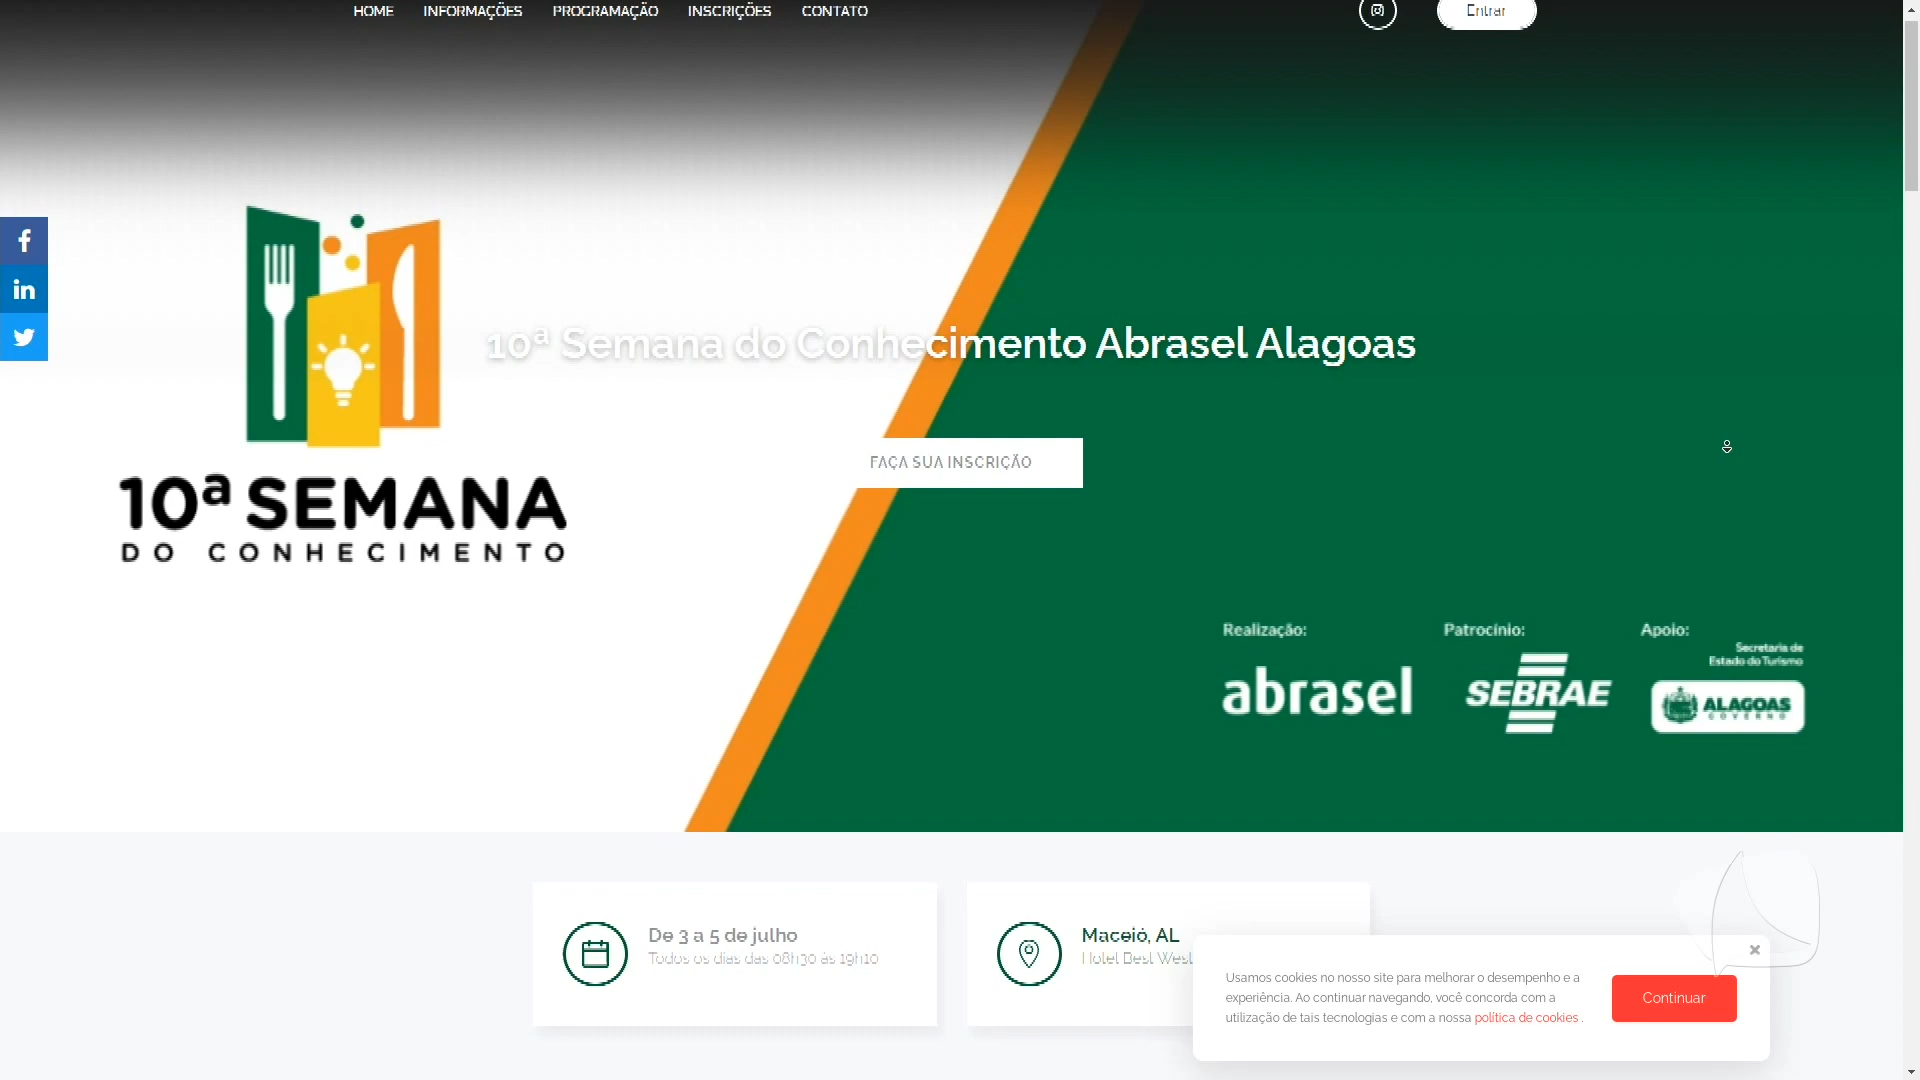 HOME INFORMAÇÕES PROGRAMAÇÃO INSCRIÇÕES CONTATO
Entrar
10ª Semana do Conhecimento Abrasel Alagoas
FAÇA SUA INSCRIÇÃO
10ª SEMANA
DO CONHECIMENTO
Realização:
abrasel
Patrocínio:
SEBRAE
Apoio:
Secretaria de
Estado do Turismo
ALAGOAS
GOVERNO
De 3 a 5 de julho
Todos os dias das 08h30 às 19h10
Maceió, AL
Hotel Best West
Usamos cookies no nosso site para melhorar o desempenho e a
experiência. Ao continuar navegando, você concorda com a
utilização de tais tecnologias e com a nossa política de cookies .
Continuar